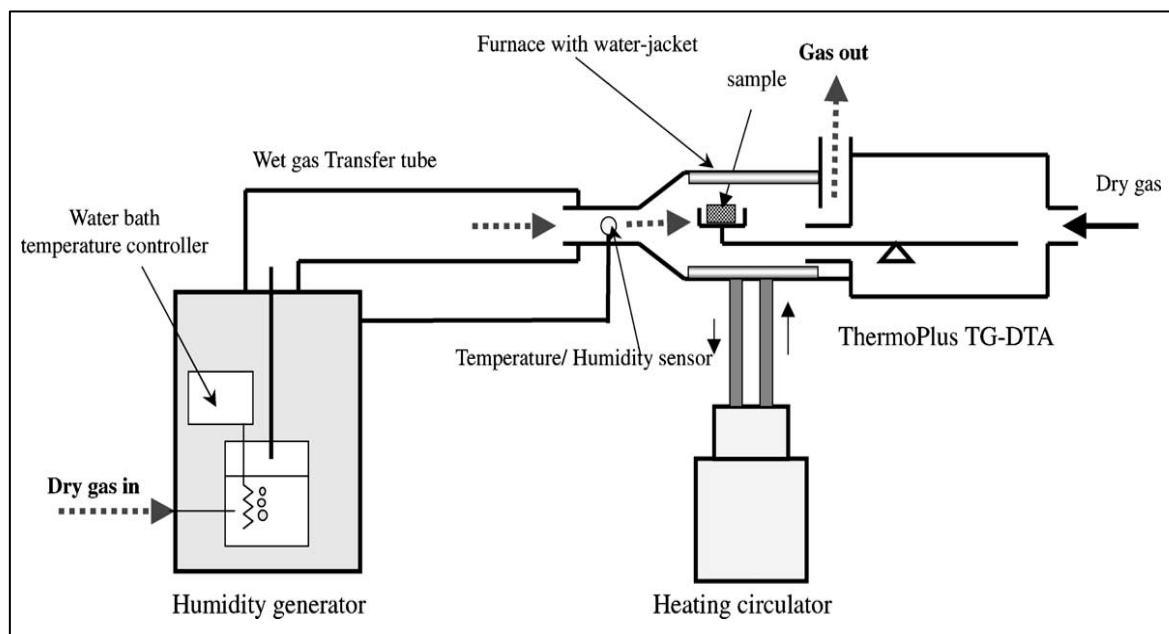 Furnace with water-jacket
Gas out
sample
Wet gas Transfer tube
Dry gas
Water bath
temperature controller
Temperature/ Humidity sensor
ThermoPlus TG-DTA
Dry gas in
Humidity generator
Heating circulator